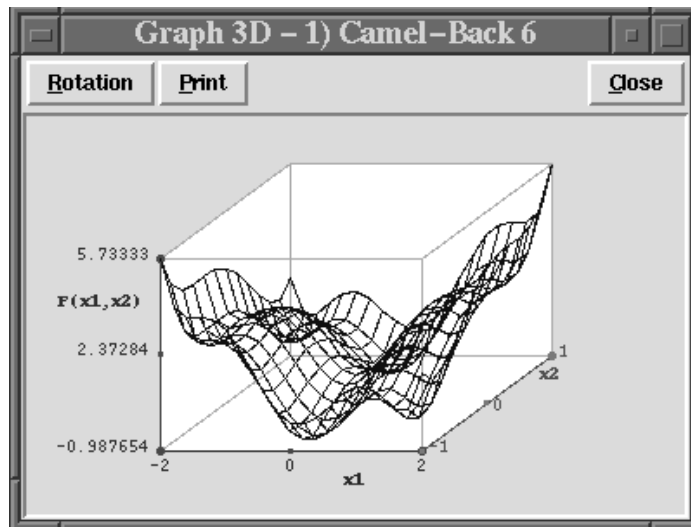 Graph 3D – 1) Camel–Back 6
Rotation Print Close
5.73333
F(x1,x2)
2.37284
-0.987654
-2 0 2
x1
-1 0 1
x2